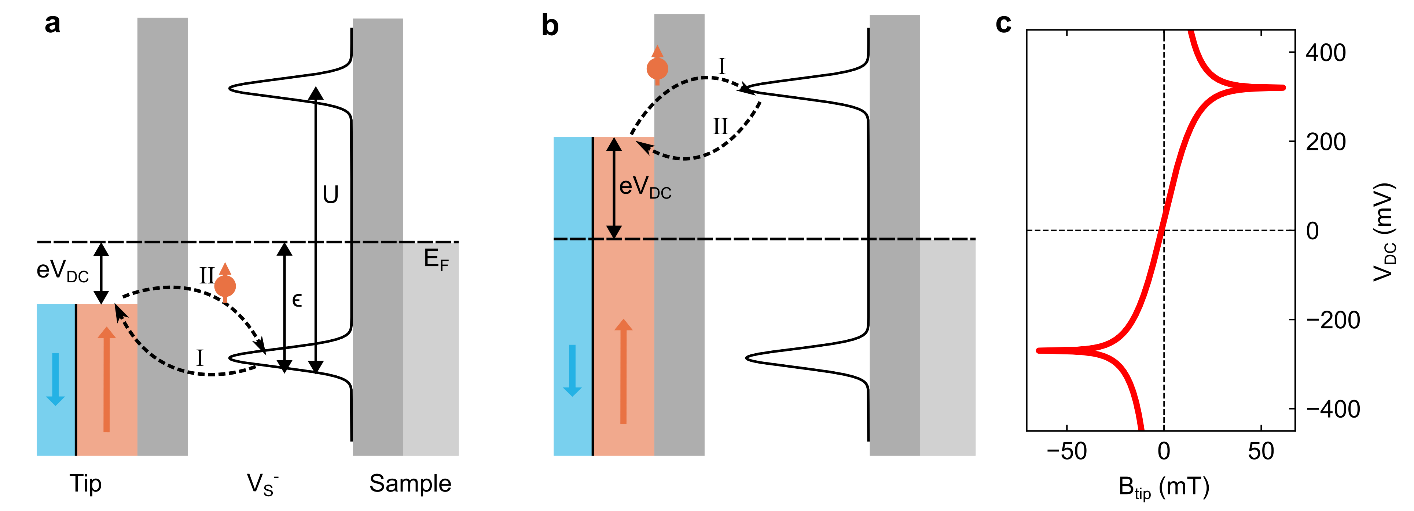 a
II
eV_DC
ϵ
U
E_F
I
Tip
V_S^-
Sample
b
I
II
eV_DC
c
400
200
0
−200
−400
V_DC (mV)
−50 0 50
B_tip (mT)